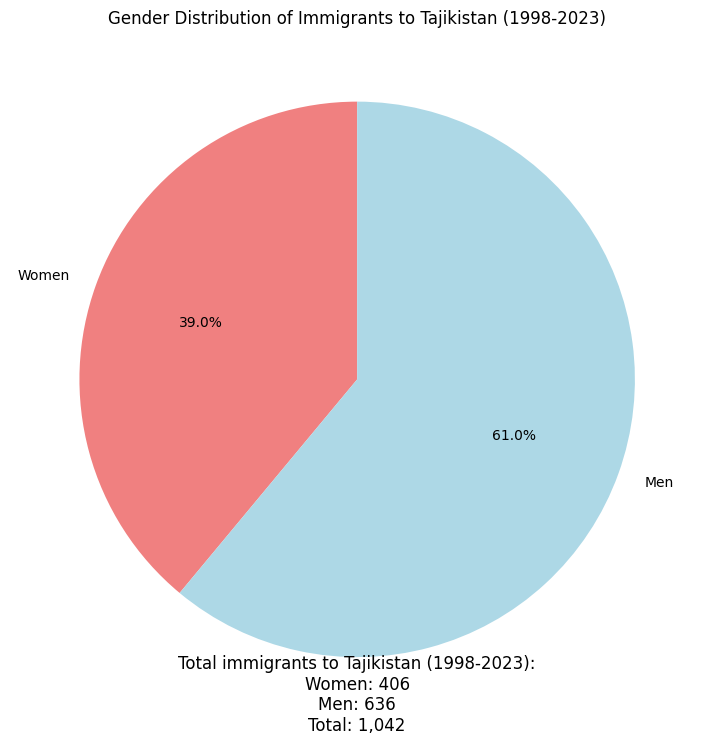 Gender Distribution of Immigrants to Tajikistan (1998-2023)
Women
39.0%
61.0%
Men
Total immigrants to Tajikistan (1998-2023):
Women: 406
Men: 636
Total: 1,042